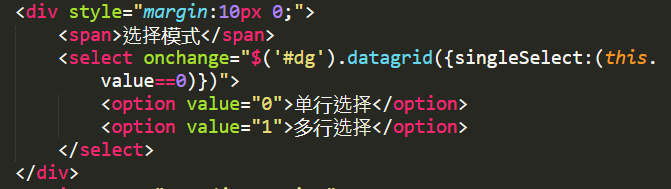 <div style="margin:10px 0;">
<span>选择模式</span>
<select onchange="$('#dg').datagrid({singleSelect:(this.
value==0)})">
<option value="0">单行选择</option>
<option value="1">多行选择</option>
</select>
</div>